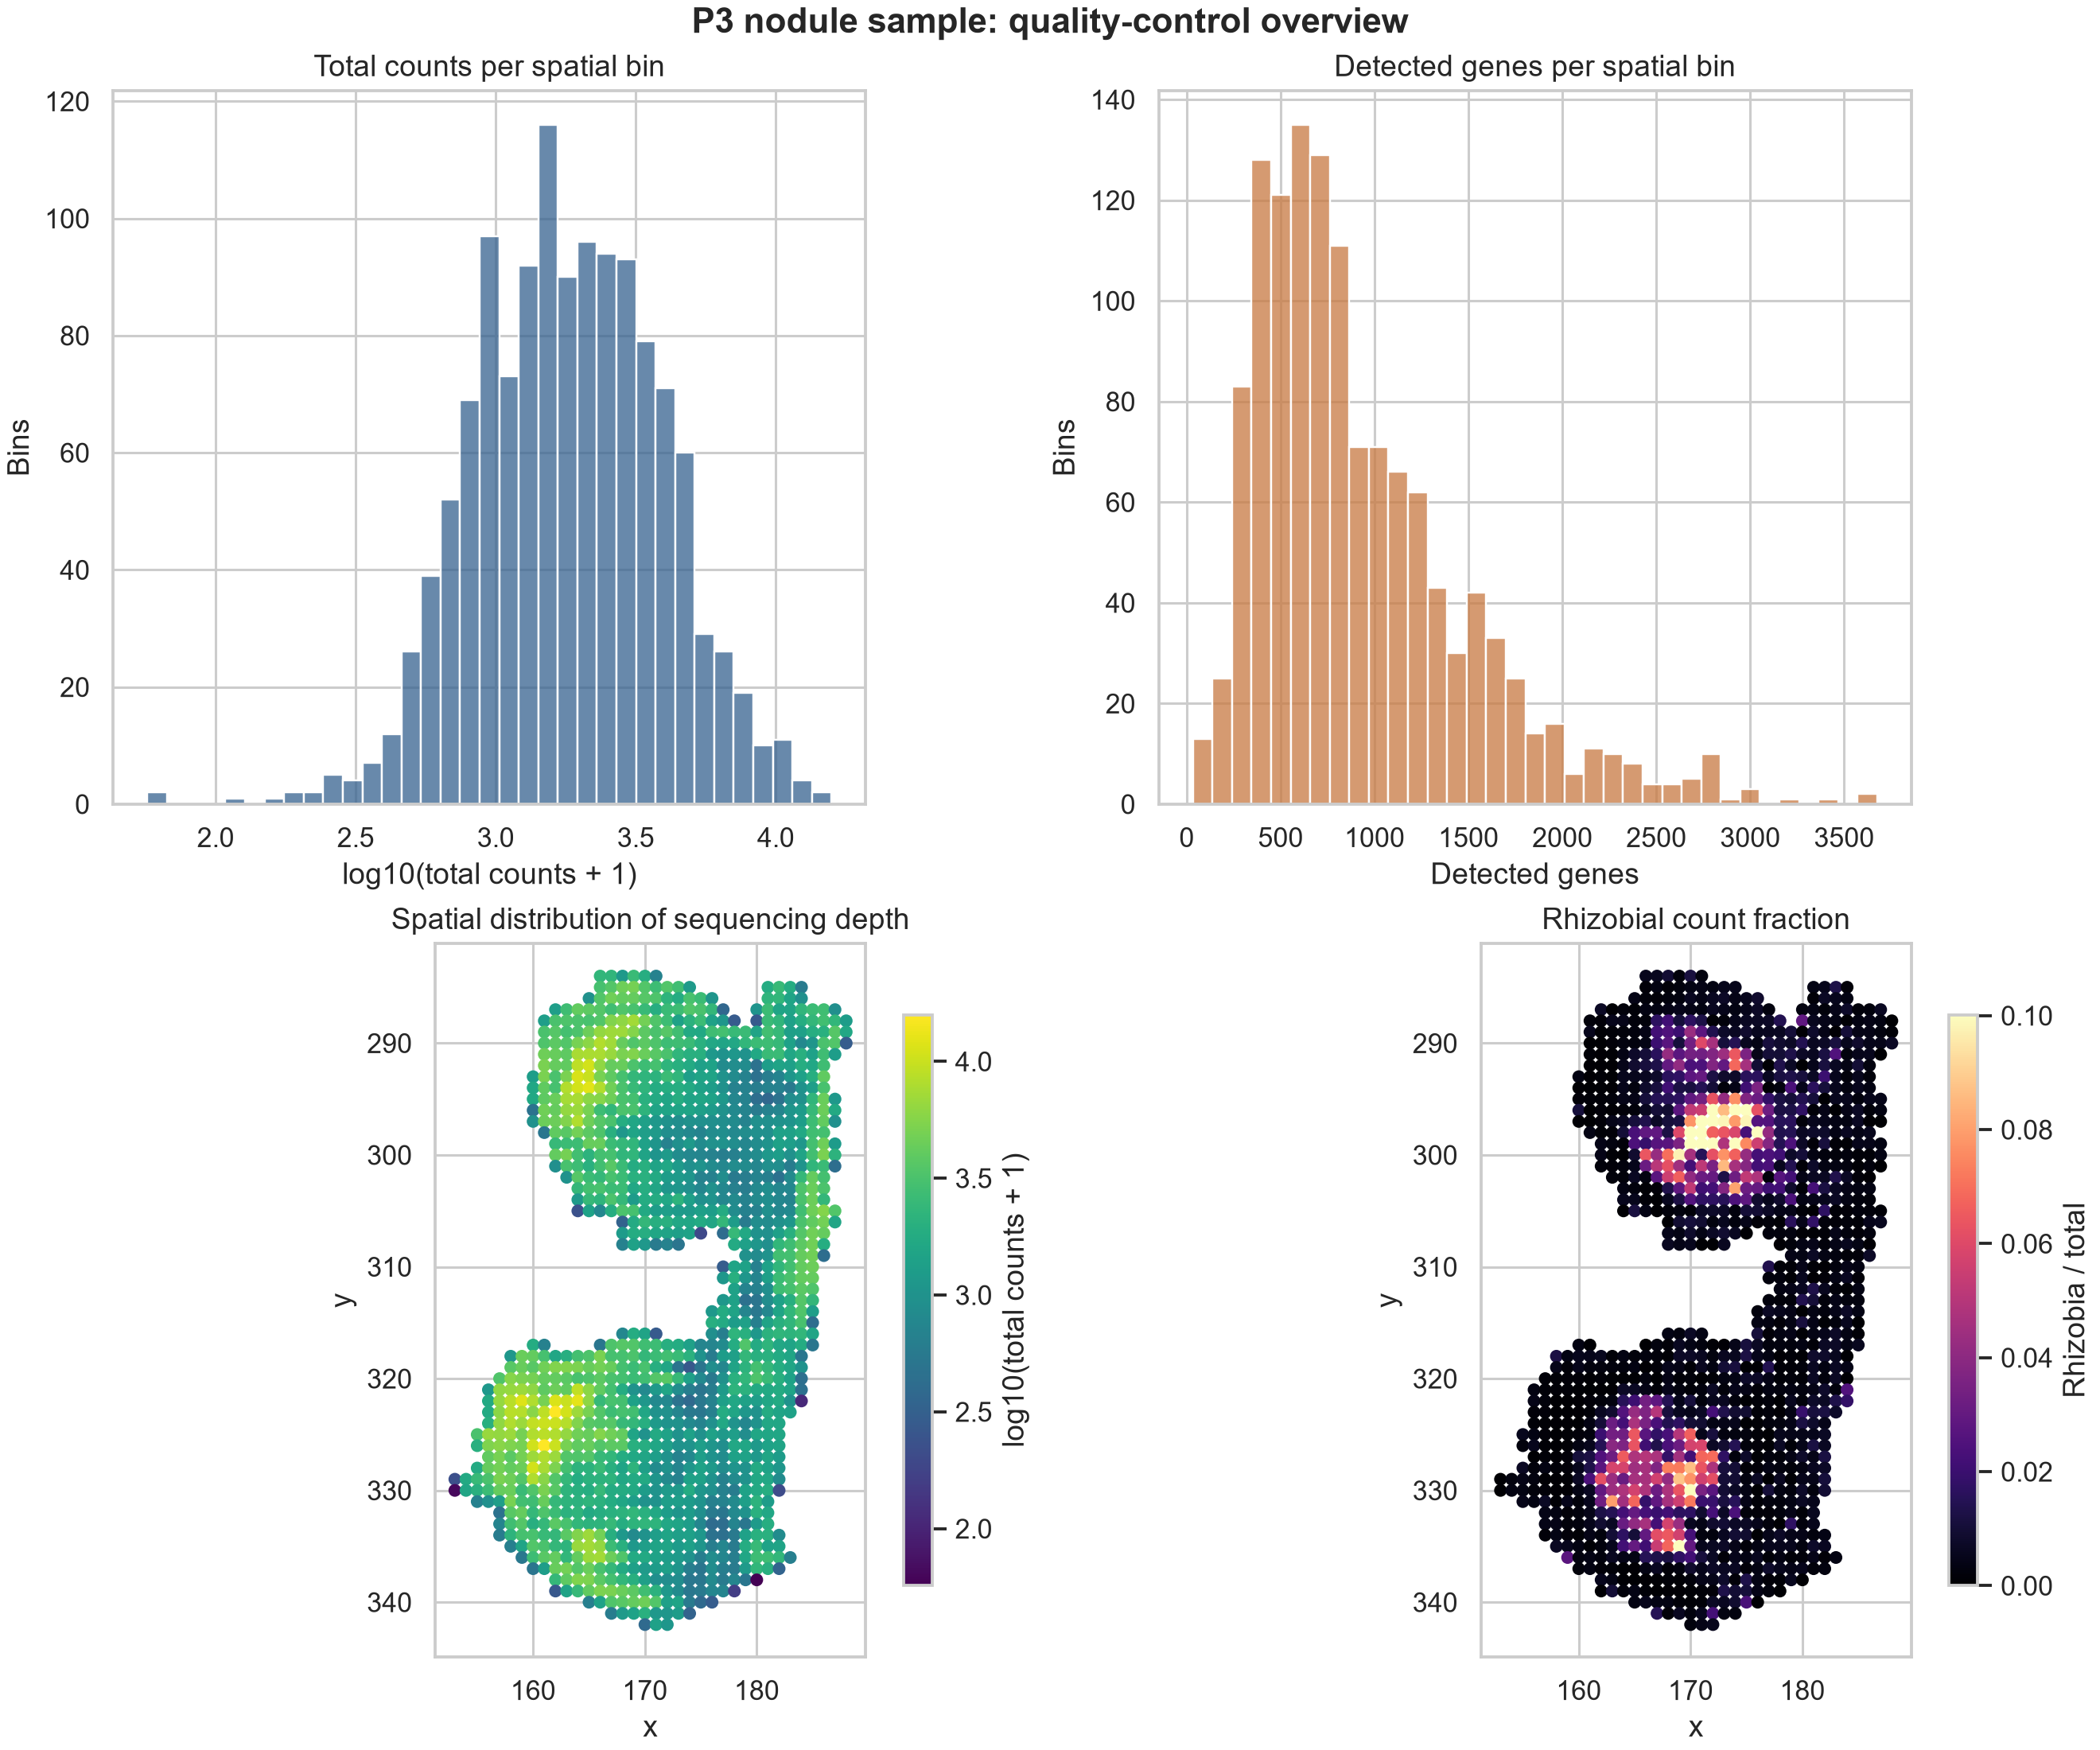 P3 nodule sample: quality-control overview
Total counts per spatial bin
120
100
80
60
40
20
0
Bins
2.0 2.5 3.0 3.5 4.0
log10(total counts + 1)
Detected genes per spatial bin
140
120
100
80
60
40
20
0
Bins
0 500 1000 1500 2000 2500 3000 3500
Detected genes
Spatial distribution of sequencing depth
290
300
310
320
330
340
y
160 170 180
x
4.0
3.5
3.0
2.5
2.0
log10(total counts + 1)
Rhizobial count fraction
290
300
310
320
330
340
y
160 170 180
x
0.10
0.08
0.06
0.04
0.02
0.00
Rhizobia / total